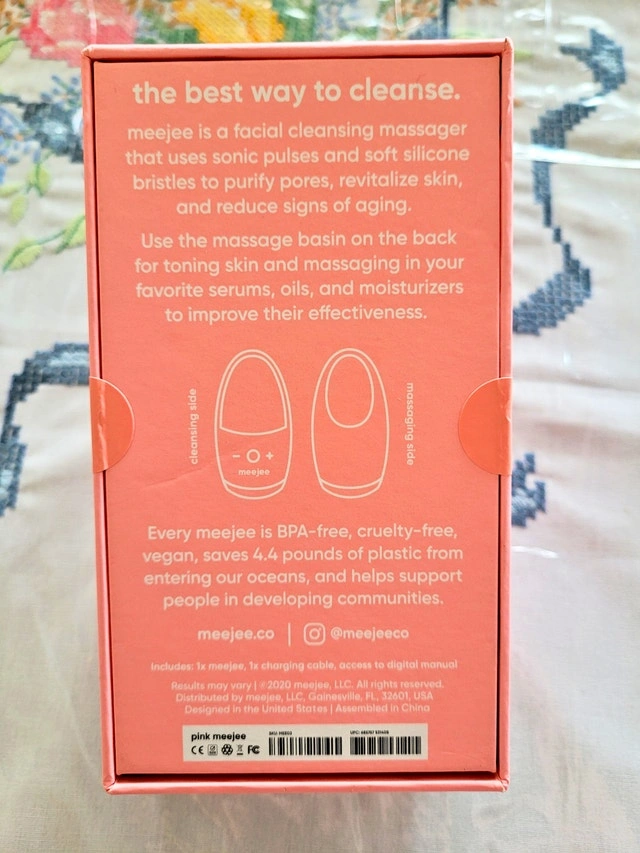 the best way to cleanse.
meejee is a facial cleansing massager
that uses sonic pulses and soft silicone
bristles to purify pores, revitalize skin,
and reduce signs of aging.
Use the massage basin on the back
for toning skin and massaging in your
favorite serums, oils, and moisturizers
to improve their effectiveness.
cleansing side
- +
meejee
massaging side
Every meejee is BPA-free, cruelty-free,
vegan, saves 4.4 pounds of plastic from
entering our oceans, and helps support
people in developing communities.
meejee.co | @meejeeco
Includes: 1x meejee, 1x charging cable, access to digital manual
Results may vary | ©2020 meejee, LLC. All rights reserved.
Distributed by meejee, LLC, Gainesville, FL, 32601, USA
Designed in the United States | Assembled in China
pink meejee
CE FC
SKU:
UPC: